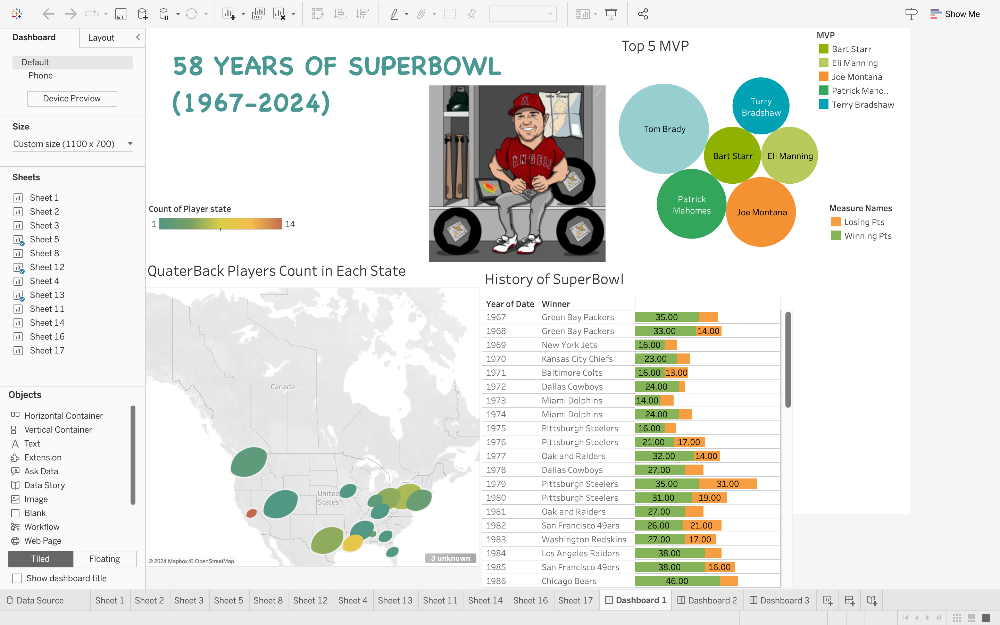 Show Me
Dashboard
Layout
Default
Phone
Device Preview
Size
Custom size (1100 x 700)
Sheets
Sheet 1
Sheet 2
Sheet 3
Sheet 5
Sheet 8
Sheet 12
Sheet 4
Sheet 13
Sheet 11
Sheet 14
Sheet 16
Sheet 17
Objects
Horizontal Container
Vertical Container
Text
Extension
Ask Data
Data Story
Image
Blank
Workflow
Web Page
Tiled
Floating
Show dashboard title
58 YEARS OF SUPERBOWL
(1967-2024)
NEW JERSEY
A
ANGELS
Top 5 MVP
Tom Brady
Terry
Bradshaw
Bart Starr
Eli Manning
Patrick
Mahomes
Joe Montana
MVP
Bart Starr
Eli Manning
Joe Montana
Patrick Maho..
Terry Bradshaw
Measure Names
Losing Pts
Winning Pts
Count of Player state
1 14
QuaterBack Players Count in Each State
Canada
United
States
© 2024 Mapbox © OpenStreetMap
3 unknown
History of SuperBowl
Year of Date Winner
1967 Green Bay Packers 35.00
1968 Green Bay Packers 33.00 14.00
1969 New York Jets 16.00
1970 Kansas City Chiefs 23.00
1971 Baltimore Colts 16.00 13.00
1972 Dallas Cowboys 24.00
1973 Miami Dolphins 14.00
1974 Miami Dolphins 24.00
1975 Pittsburgh Steelers 16.00
1976 Pittsburgh Steelers 21.00 17.00
1977 Oakland Raiders 32.00 14.00
1978 Dallas Cowboys 27.00
1979 Pittsburgh Steelers 35.00 31.00
1980 Pittsburgh Steelers 31.00 19.00
1981 Oakland Raiders 27.00
1982 San Francisco 49ers 26.00 21.00
1983 Washington Redskins 27.00 17.00
1984 Los Angeles Raiders 38.00
1985 San Francisco 49ers 38.00 16.00
1986 Chicago Bears 46.00
Data Source
Sheet 1
Sheet 2
Sheet 3
Sheet 5
Sheet 8
Sheet 12
Sheet 4
Sheet 13
Sheet 11
Sheet 14
Sheet 16
Sheet 17
Dashboard 1
Dashboard 2
Dashboard 3